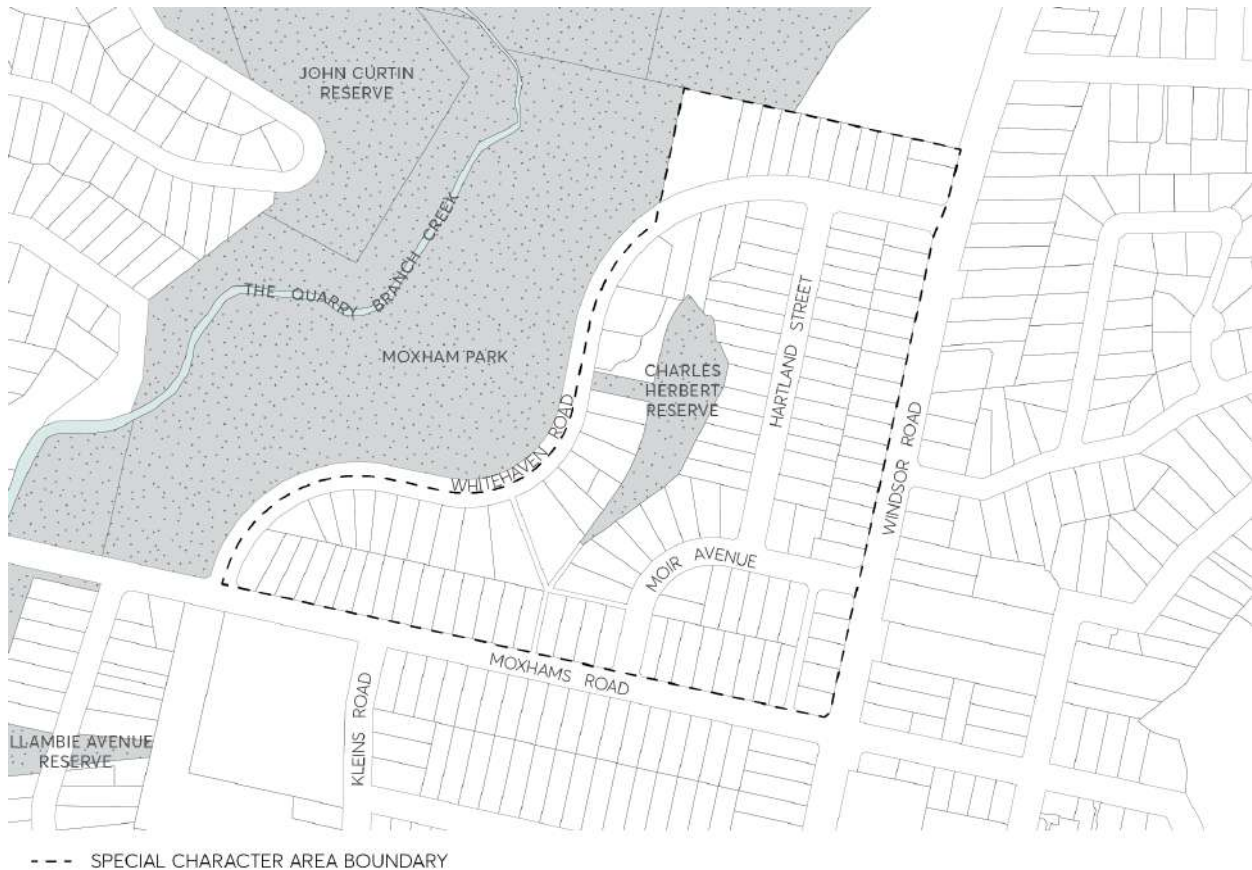 JOHN CURTIN
RESERVE
THE QUARRY BRANCH CREEK
MOXHAM PARK
CHARLES
HERBERT
RESERVE
HARTLAND STREET
WHITEHAVEN ROAD
WINDSOR ROAD
MOIR AVENUE
MOXHAMS ROAD
KLEINS ROAD
LLAMBIE AVENUE
RESERVE
SPECIAL CHARACTER AREA BOUNDARY